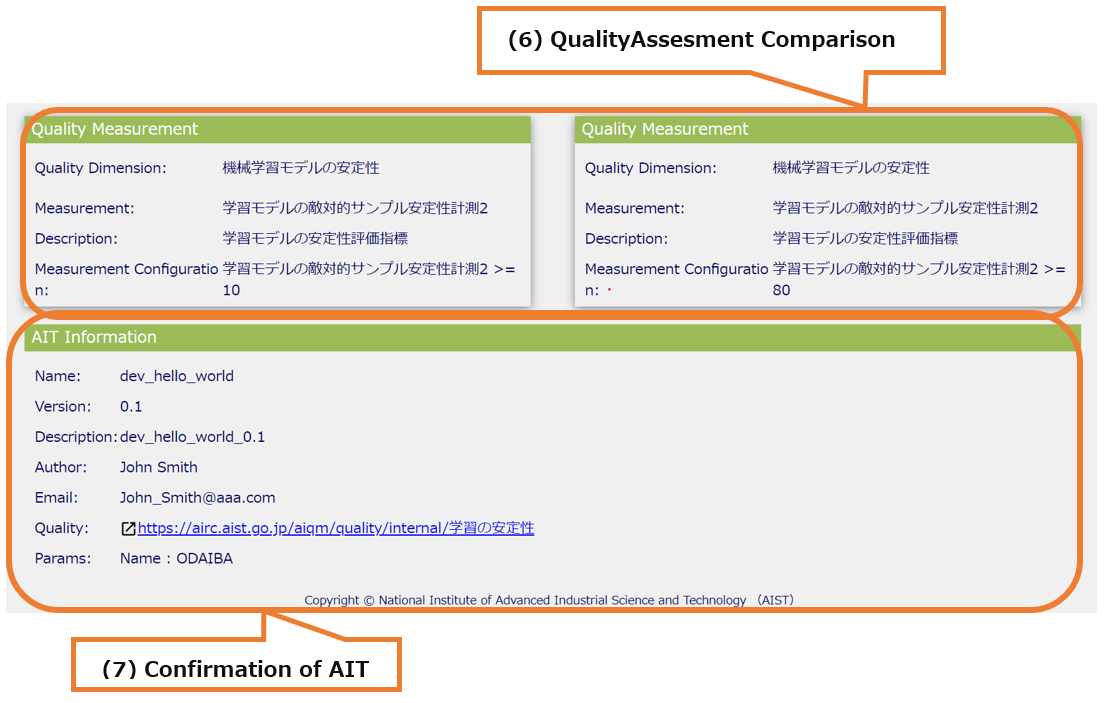 (6) QualityAssesment Comparison
Quality Measurement
Quality Dimension: 機械学習モデルの安定性
Measurement: 学習モデルの敵対的サンプル安定性計測2
Description: 学習モデルの安定性評価指標
Measurement Configuratio 学習モデルの敵対的サンプル安定性計測2 >=
n: 10
Quality Measurement
Quality Dimension: 機械学習モデルの安定性
Measurement: 学習モデルの敵対的サンプル安定性計測2
Description: 学習モデルの安定性評価指標
Measurement Configuratio 学習モデルの敵対的サンプル安定性計測2 >=
n: 80
AIT Information
Name: dev_hello_world
Version: 0.1
Description: dev_hello_world_0.1
Author: John Smith
Email: John_Smith@aaa.com
Quality: https://airc.aist.go.jp/aiqm/quality/internal/学習の安定性
Params: Name : ODAIBA
Copyright © National Institute of Advanced Industrial Science and Technology （AIST）
(7) Confirmation of AIT